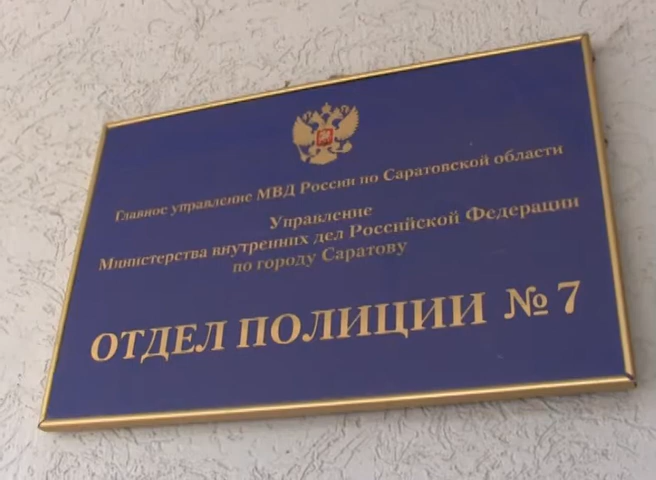 Главное управление МВД России по Саратовской области
Управление
Министерства внутренних дел Российской Федерации
по городу Саратову
ОТДЕЛ ПОЛИЦИИ № 7